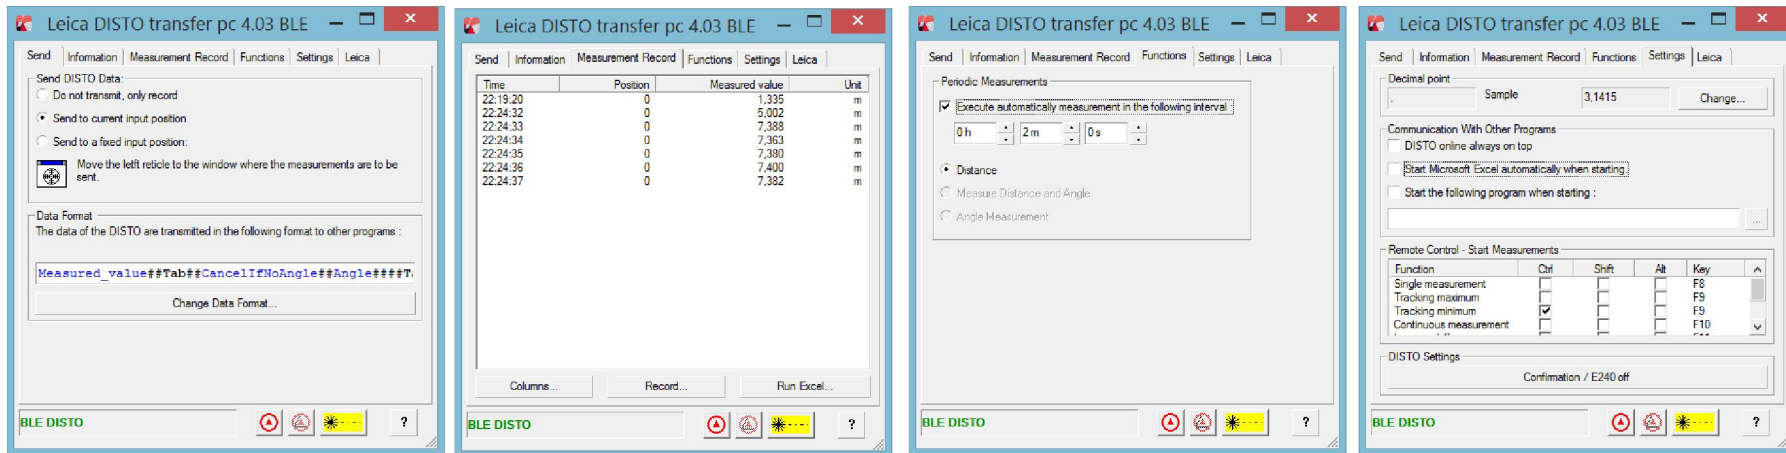 Leica DISTO transfer pc 4.03 BLE
Send Information Measurement Record Functions Settings Leica
Send DISTO Data:
Do not transmit, only record
Send to current input position
Send to a fixed input position:
Move the left reticle to the window where the measurements are to be
sent.
Data Format
The data of the DISTO are transmitted in the following format to other programs :
Measured_value##Tab##CancelIfNoAngle##Angle####T
Change Data Format...
BLE DISTO
?
Leica DISTO transfer pc 4.03 BLE
Send Information Measurement Record Functions Settings Leica
Time Position Measured value Unit
22:19:20 0 1,335 m
22:24:32 0 5,002 m
22:24:33 0 7,388 m
22:24:34 0 7,363 m
22:24:35 0 7,380 m
22:24:36 0 7,400 m
22:24:37 0 7,382 m
Columns... Record... Run Excel...
BLE DISTO
?
Leica DISTO transfer pc 4.03 BLE
Send Information Measurement Record Functions Settings Leica
Periodic Measurements
Execute automatically measurement in the following interval :
0 h 2 m 0 s
Distance
Measure Distance and Angle
Angle Measurement
BLE DISTO
?
Leica DISTO transfer pc 4.03 BLE
Send Information Measurement Record Functions Settings Leica
Decimal point
, Sample 3,1415 Change...
Communication With Other Programs
DISTO online always on top
Start Microsoft Excel automatically when starting.
Start the following program when starting :
...
Remote Control - Start Measurements
Function Ctrl Shift Alt Key
Single measurement F8
Tracking maximum F9
Tracking minimum F9
Continuous measurement F10
F11
DISTO Settings
Confirmation / E240 off
BLE DISTO
?